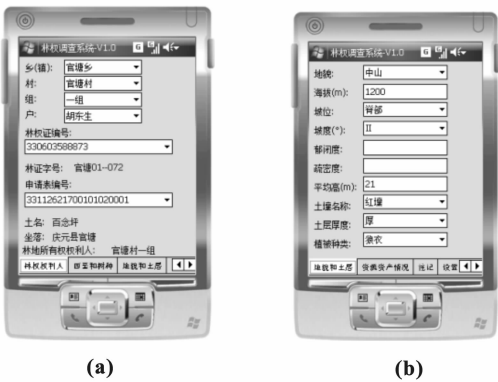 林权调查系统-V1.0
乡(镇): 官塘乡
村: 官塘村
组: 一组
户: 胡东生
林权证编号:
330603588873
林证字号: 官塘01--072
申请表编号:
33112621700101020001
土名: 百念坪
坐落: 庆元县官塘
林地所有权权利人: 官塘村一组
林权权利人 四至和树种 地貌和土层
(a)
林权调查系统-V1.0
地貌: 中山
海拔(m): 1200
坡位: 脊部
坡度(°): II
郁闭度:
疏密度:
平均高(m): 21
土壤名称: 红壤
土层厚度: 厚
植被种类:
地貌和土层 资源资产情况 注记 设置
(b)